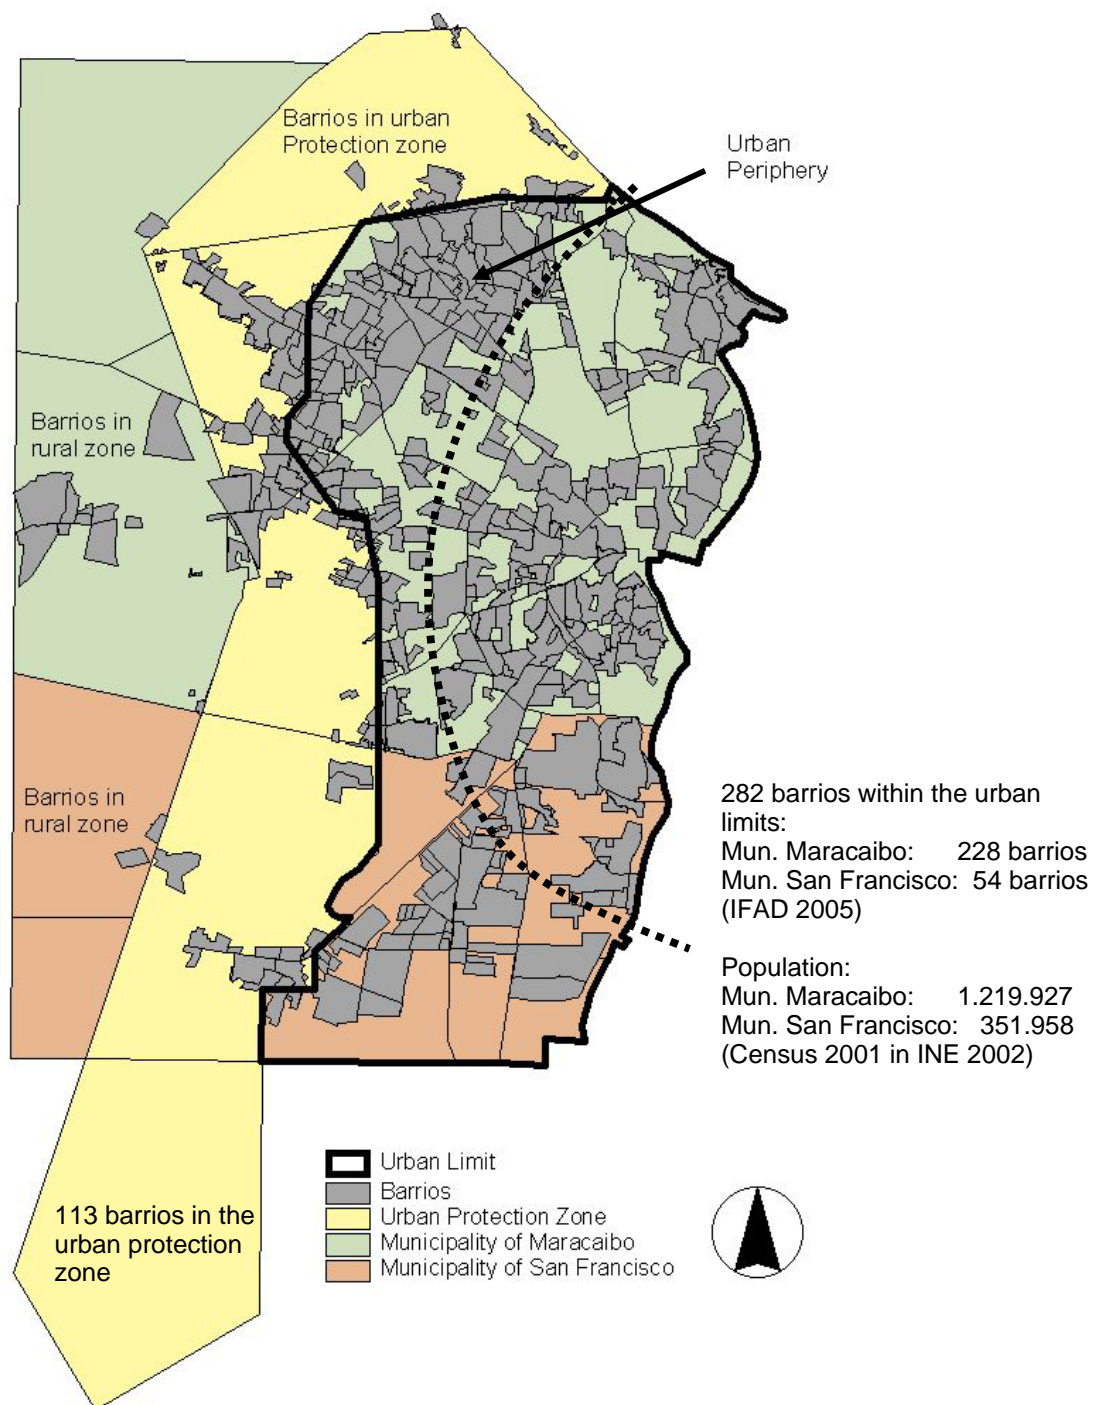 Barrios in urban
Protection zone
Urban
Periphery
Barrios in
rural zone
Barrios in
rural zone
282 barrios within the urban
limits:
Mun. Maracaibo: 228 barrios
Mun. San Francisco: 54 barrios
(IFAD 2005)
Population:
Mun. Maracaibo: 1.219.927
Mun. San Francisco: 351.958
(Census 2001 in INE 2002)
Urban Limit
Barrios
Urban Protection Zone
Municipality of Maracaibo
Municipality of San Francisco
113 barrios in the
urban protection
zone